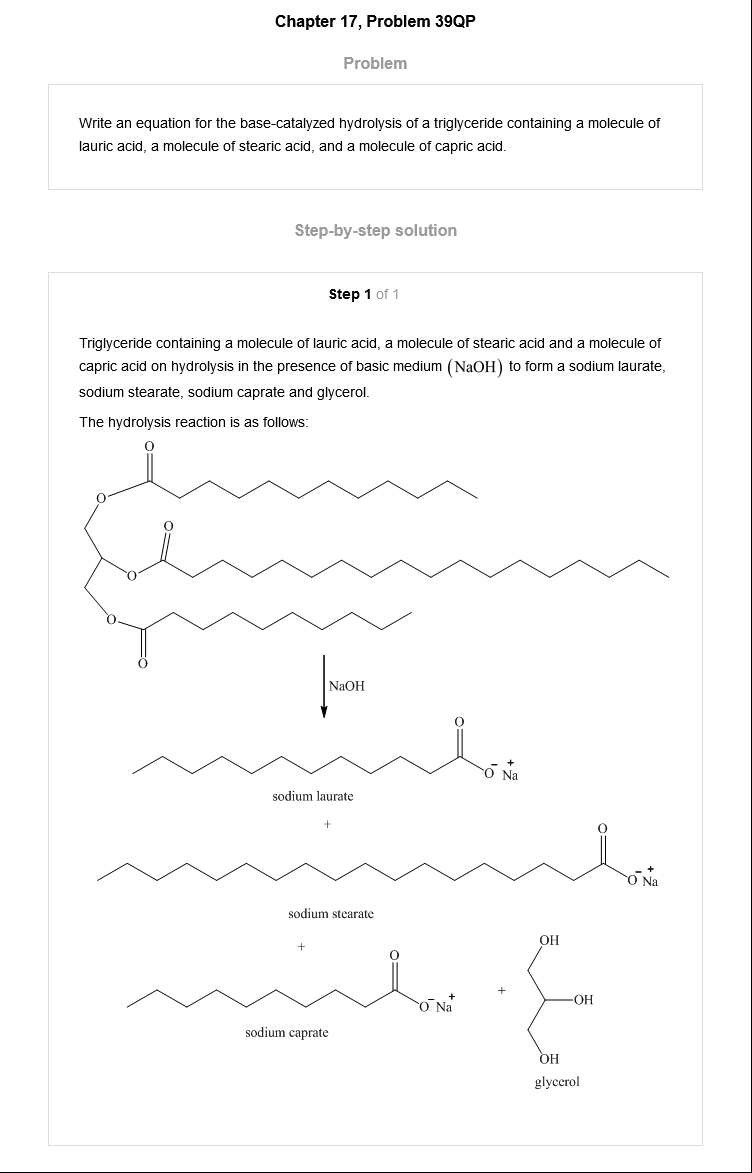 Chapter 17, Problem 39QP
Problem
Write an equation for the base-catalyzed hydrolysis of a triglyceride containing a molecule of
lauric acid, a molecule of stearic acid, and a molecule of capric acid.
Step-by-step solution
Step 1 of 1
Triglyceride containing a molecule of lauric acid, a molecule of stearic acid and a molecule of
capric acid on hydrolysis in the presence of basic medium (NaOH) to form a sodium laurate,
sodium stearate, sodium caprate and glycerol.
The hydrolysis reaction is as follows:
O
O
O
O
O
O
NaOH
O
O⁻ Na⁺
sodium laurate
+
O
O⁻ Na⁺
sodium stearate
+
O
O⁻ Na⁺
sodium caprate
+
OH
OH
OH
glycerol